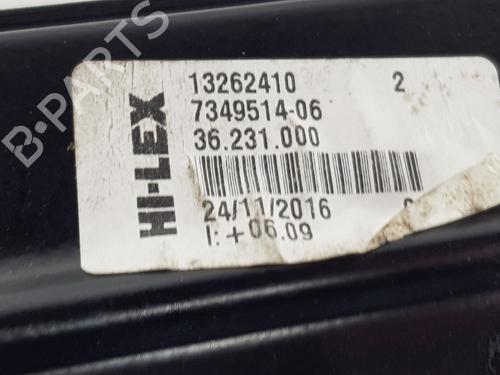 HI-LEX
13262410 2
7349514-06
36.231.000
24/11/2016
I: + 06.09
B-PARTS